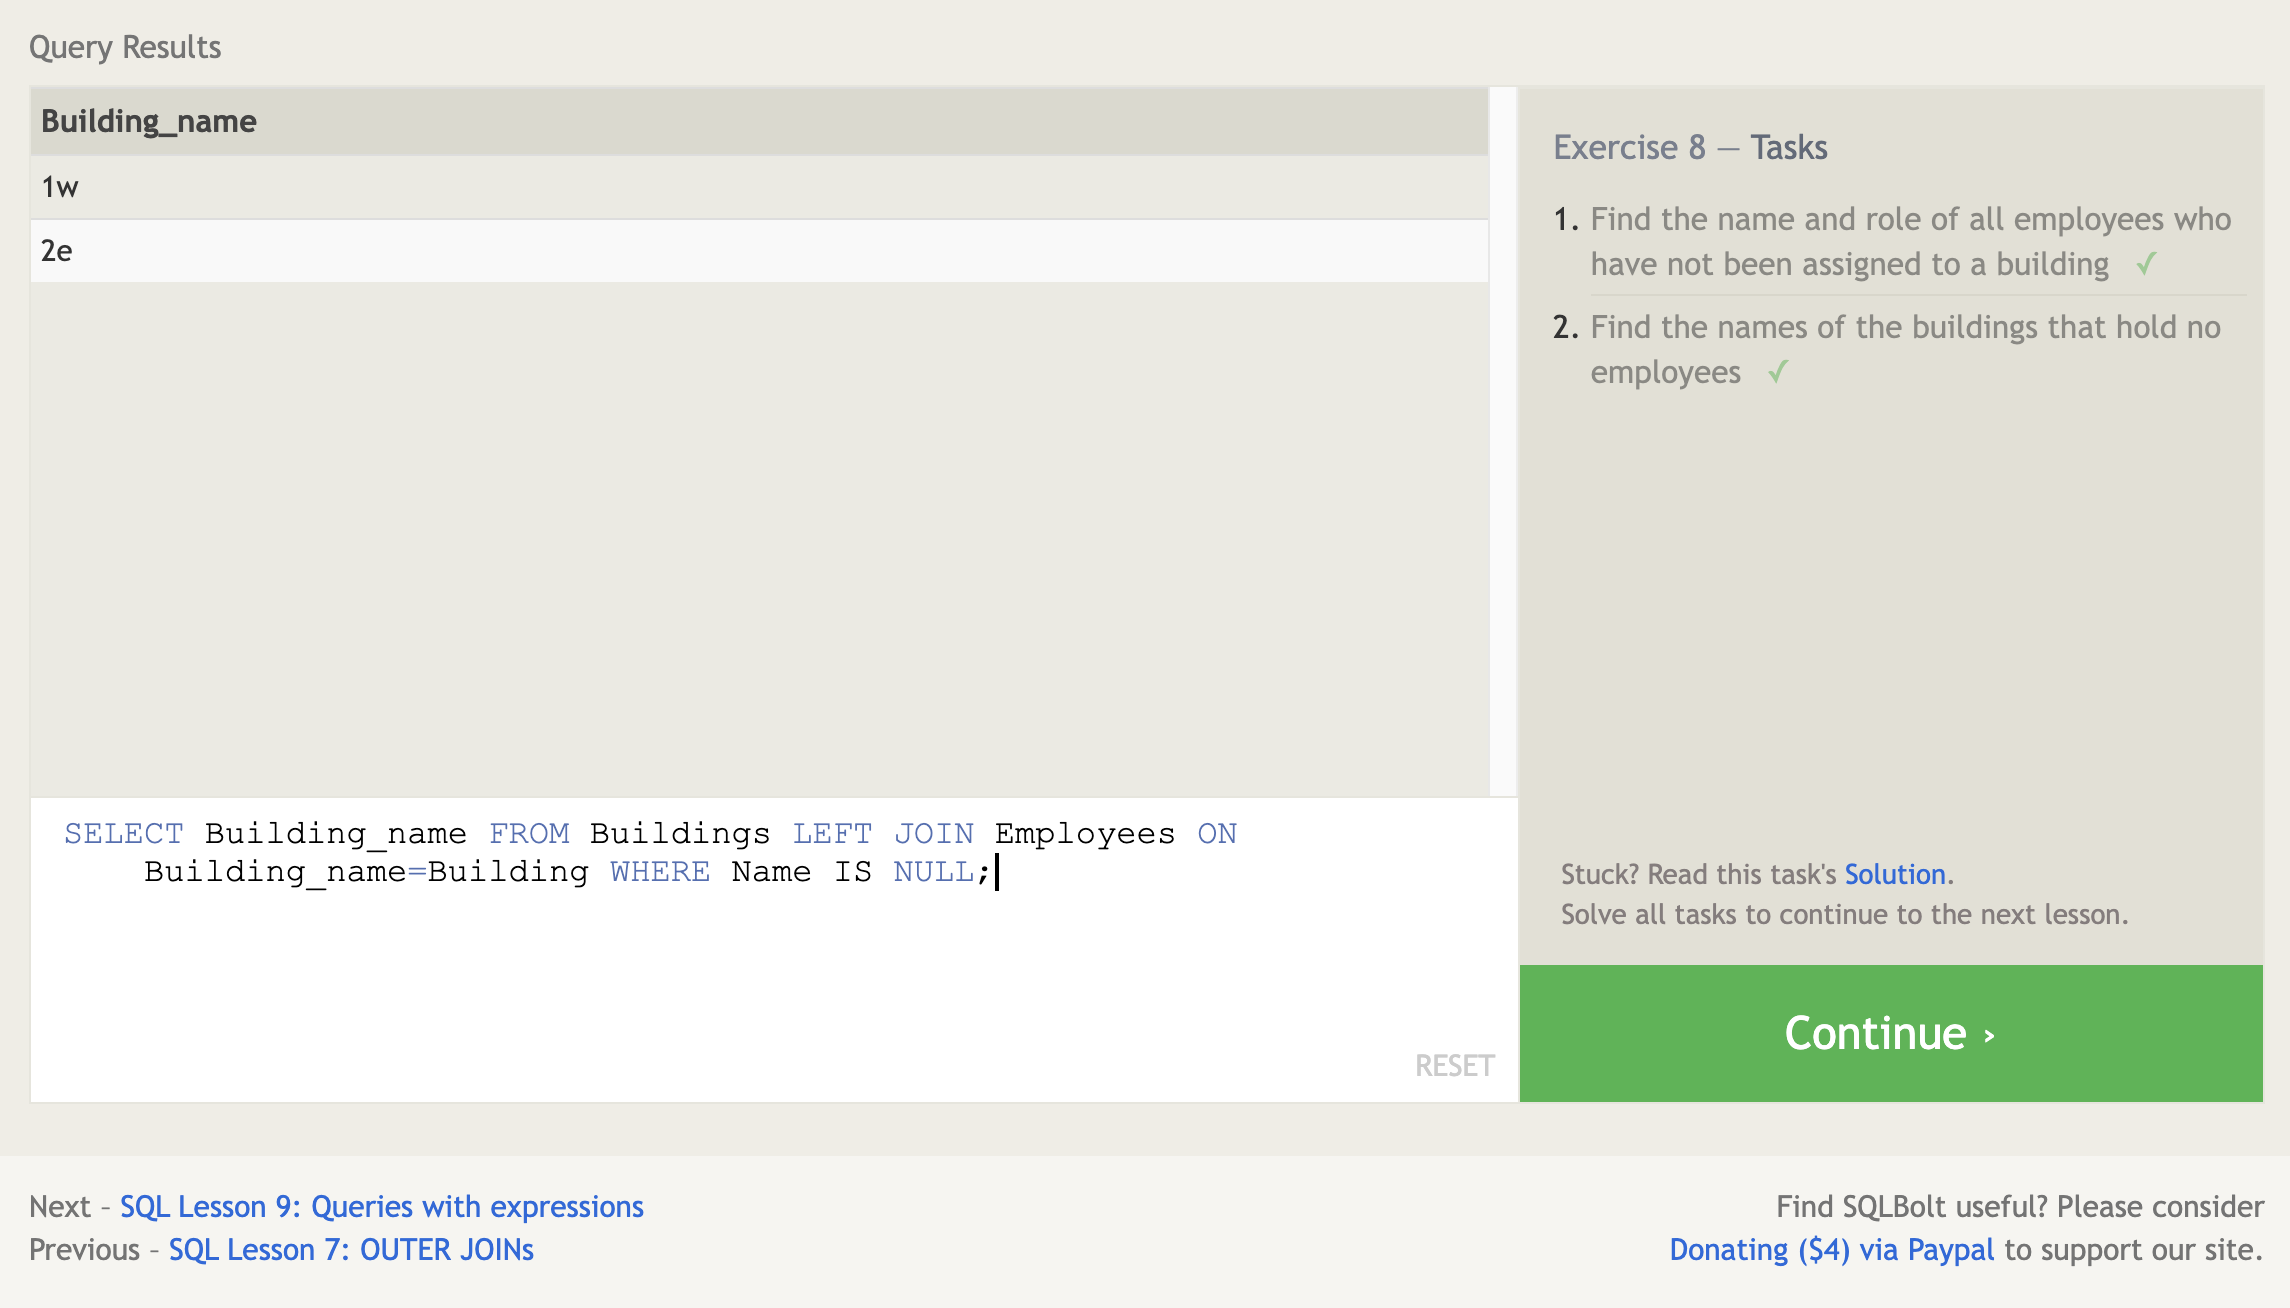 Query Results
Building_name
1w
2e
SELECT Building_name FROM Buildings LEFT JOIN Employees ON
Building_name=Building WHERE Name IS NULL;
RESET
Exercise 8 — Tasks
1. Find the name and role of all employees who
have not been assigned to a building ✓
2. Find the names of the buildings that hold no
employees ✓
Stuck? Read this task's Solution.
Solve all tasks to continue to the next lesson.
Continue ›
Next – SQL Lesson 9: Queries with expressions
Previous – SQL Lesson 7: OUTER JOINs
Find SQLBolt useful? Please consider
Donating ($4) via Paypal to support our site.